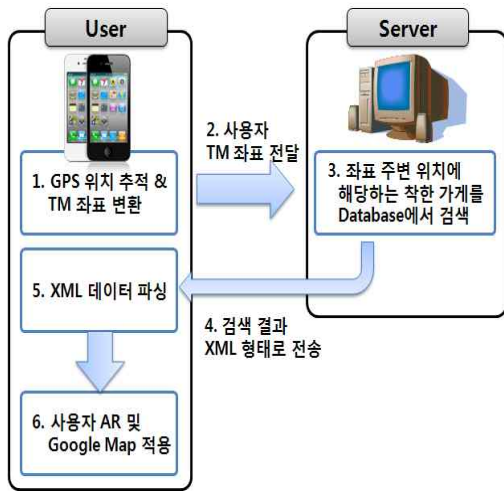 User
Server
1. GPS 위치 추적 &
TM 좌표 변환
2. 사용자
TM 좌표 전달
3. 좌표 주변 위치에
해당하는 착한 가게를
Database에서 검색
4. 검색 결과
XML 형태로 전송
5. XML 데이터 파싱
6. 사용자 AR 및
Google Map 적용